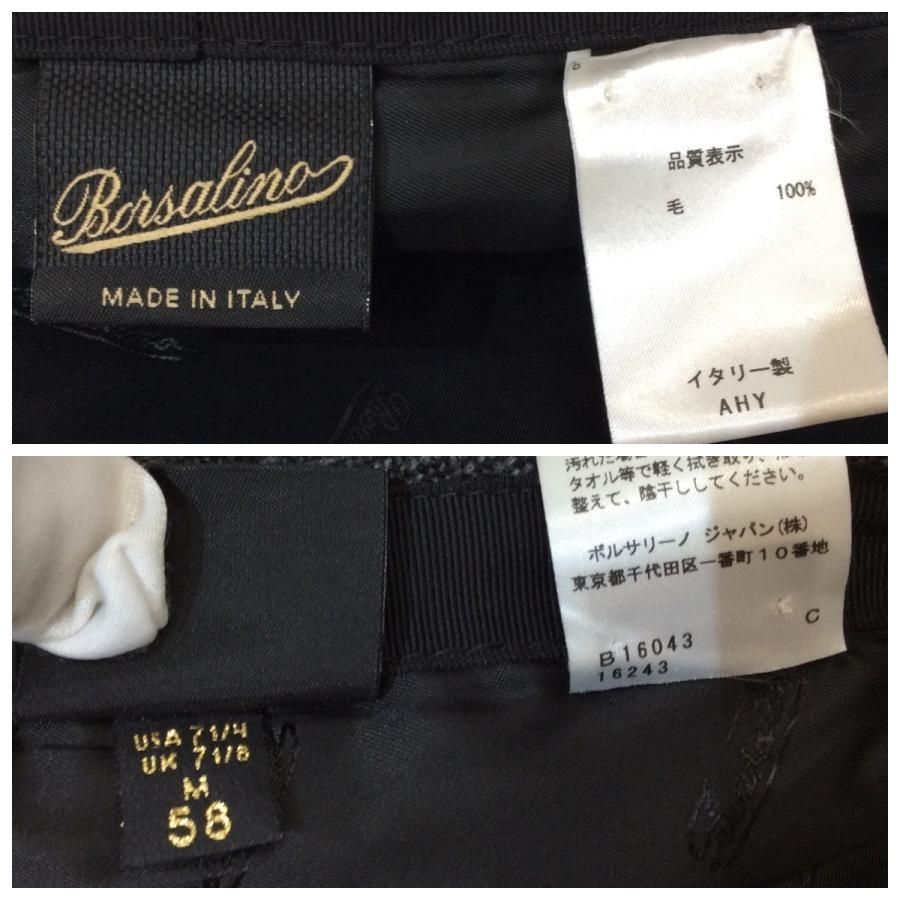 Borsalino
MADE IN ITALY
品質表示
毛 100%
イタリー製
AHY
タオル等で軽く拭き取り、
整えて、陰干ししてください。
ボルサリーノ ジャパン(株)
東京都千代田区一番町10番地
C
B16043
16243
USA 7 1/4
UK 7 1/8
M
58